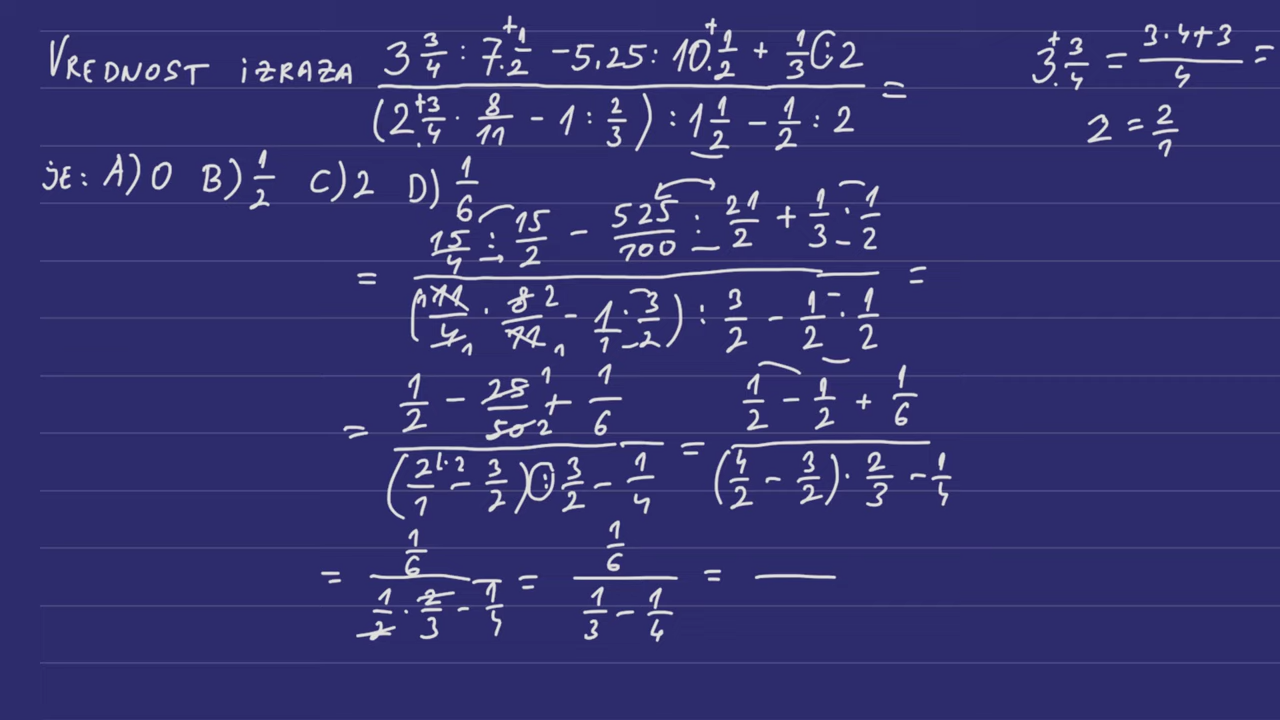 VREDNOST IZRAZA (3 3/4 : 7 1/2 - 5,25 : 10 1/2 + 1/3 : 2) / ((2 3/4 · 8/11 - 1 : 2/3) : 1 1/2 - 1/2 : 2) =
3 3/4 = (3·4+3)/4 =
2 = 2/1
JE: A) 0 B) 1/2 C) 2 D) 1/6
= (15/4 : 15/2 - 525/100 : 21/2 + 1/3 · 1/2) / ((11/4 · 8/11 - 1/1 · 3/2) : 3/2 - 1/2 · 1/2) =
= (1/2 - 25/50 + 1/6) / ((2/1 - 3/2) : 3/2 - 1/4) = (1/2 - 1/2 + 1/6) / ((4/2 - 3/2) · 2/3 - 1/4)
= (1/6) / (1/2 · 2/3 - 1/4) = (1/6) / (1/3 - 1/4) =